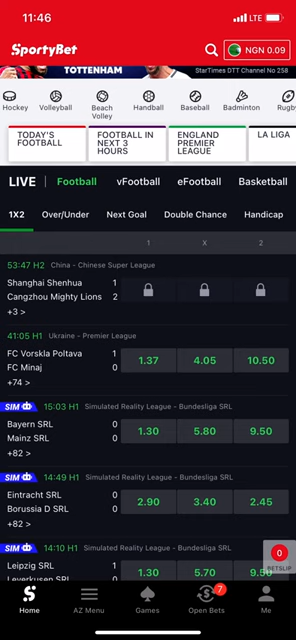 11:46
LTE
SportyBet
NGN 0.09
TOTTENHAM
StarTimes DTT Channel No 258
Hockey
Volleyball
Beach Volley
Handball
Baseball
Badminton
Rugby
TODAY'S FOOTBALL
FOOTBALL IN NEXT 3 HOURS
ENGLAND PREMIER LEAGUE
LA LIGA
LIVE
Football
vFootball
eFootball
Basketball
1X2
Over/Under
Next Goal
Double Chance
Handicap
1 X 2
53:47 H2 China - Chinese Super League
Shanghai Shenhua 1
Cangzhou Mighty Lions 2
+3 >
41:05 H1 Ukraine - Premier League
FC Vorskla Poltava 1
FC Minaj 0
1.37 4.05 10.50
+74 >
SIM 15:03 H1 Simulated Reality League - Bundesliga SRL
Bayern SRL 0
Mainz SRL 0
1.30 5.80 9.50
+82 >
SIM 14:49 H1 Simulated Reality League - Bundesliga SRL
Eintracht SRL 0
Borussia D SRL 0
2.90 3.40 2.45
+82 >
SIM 14:10 H1 Simulated Reality League - Bundesliga SRL
Leipzig SRL 1
Leverkusen SRL 0
1.30 5.70 9.50
0
BETSLIP
7
Home
AZ Menu
Games
Open Bets
Me